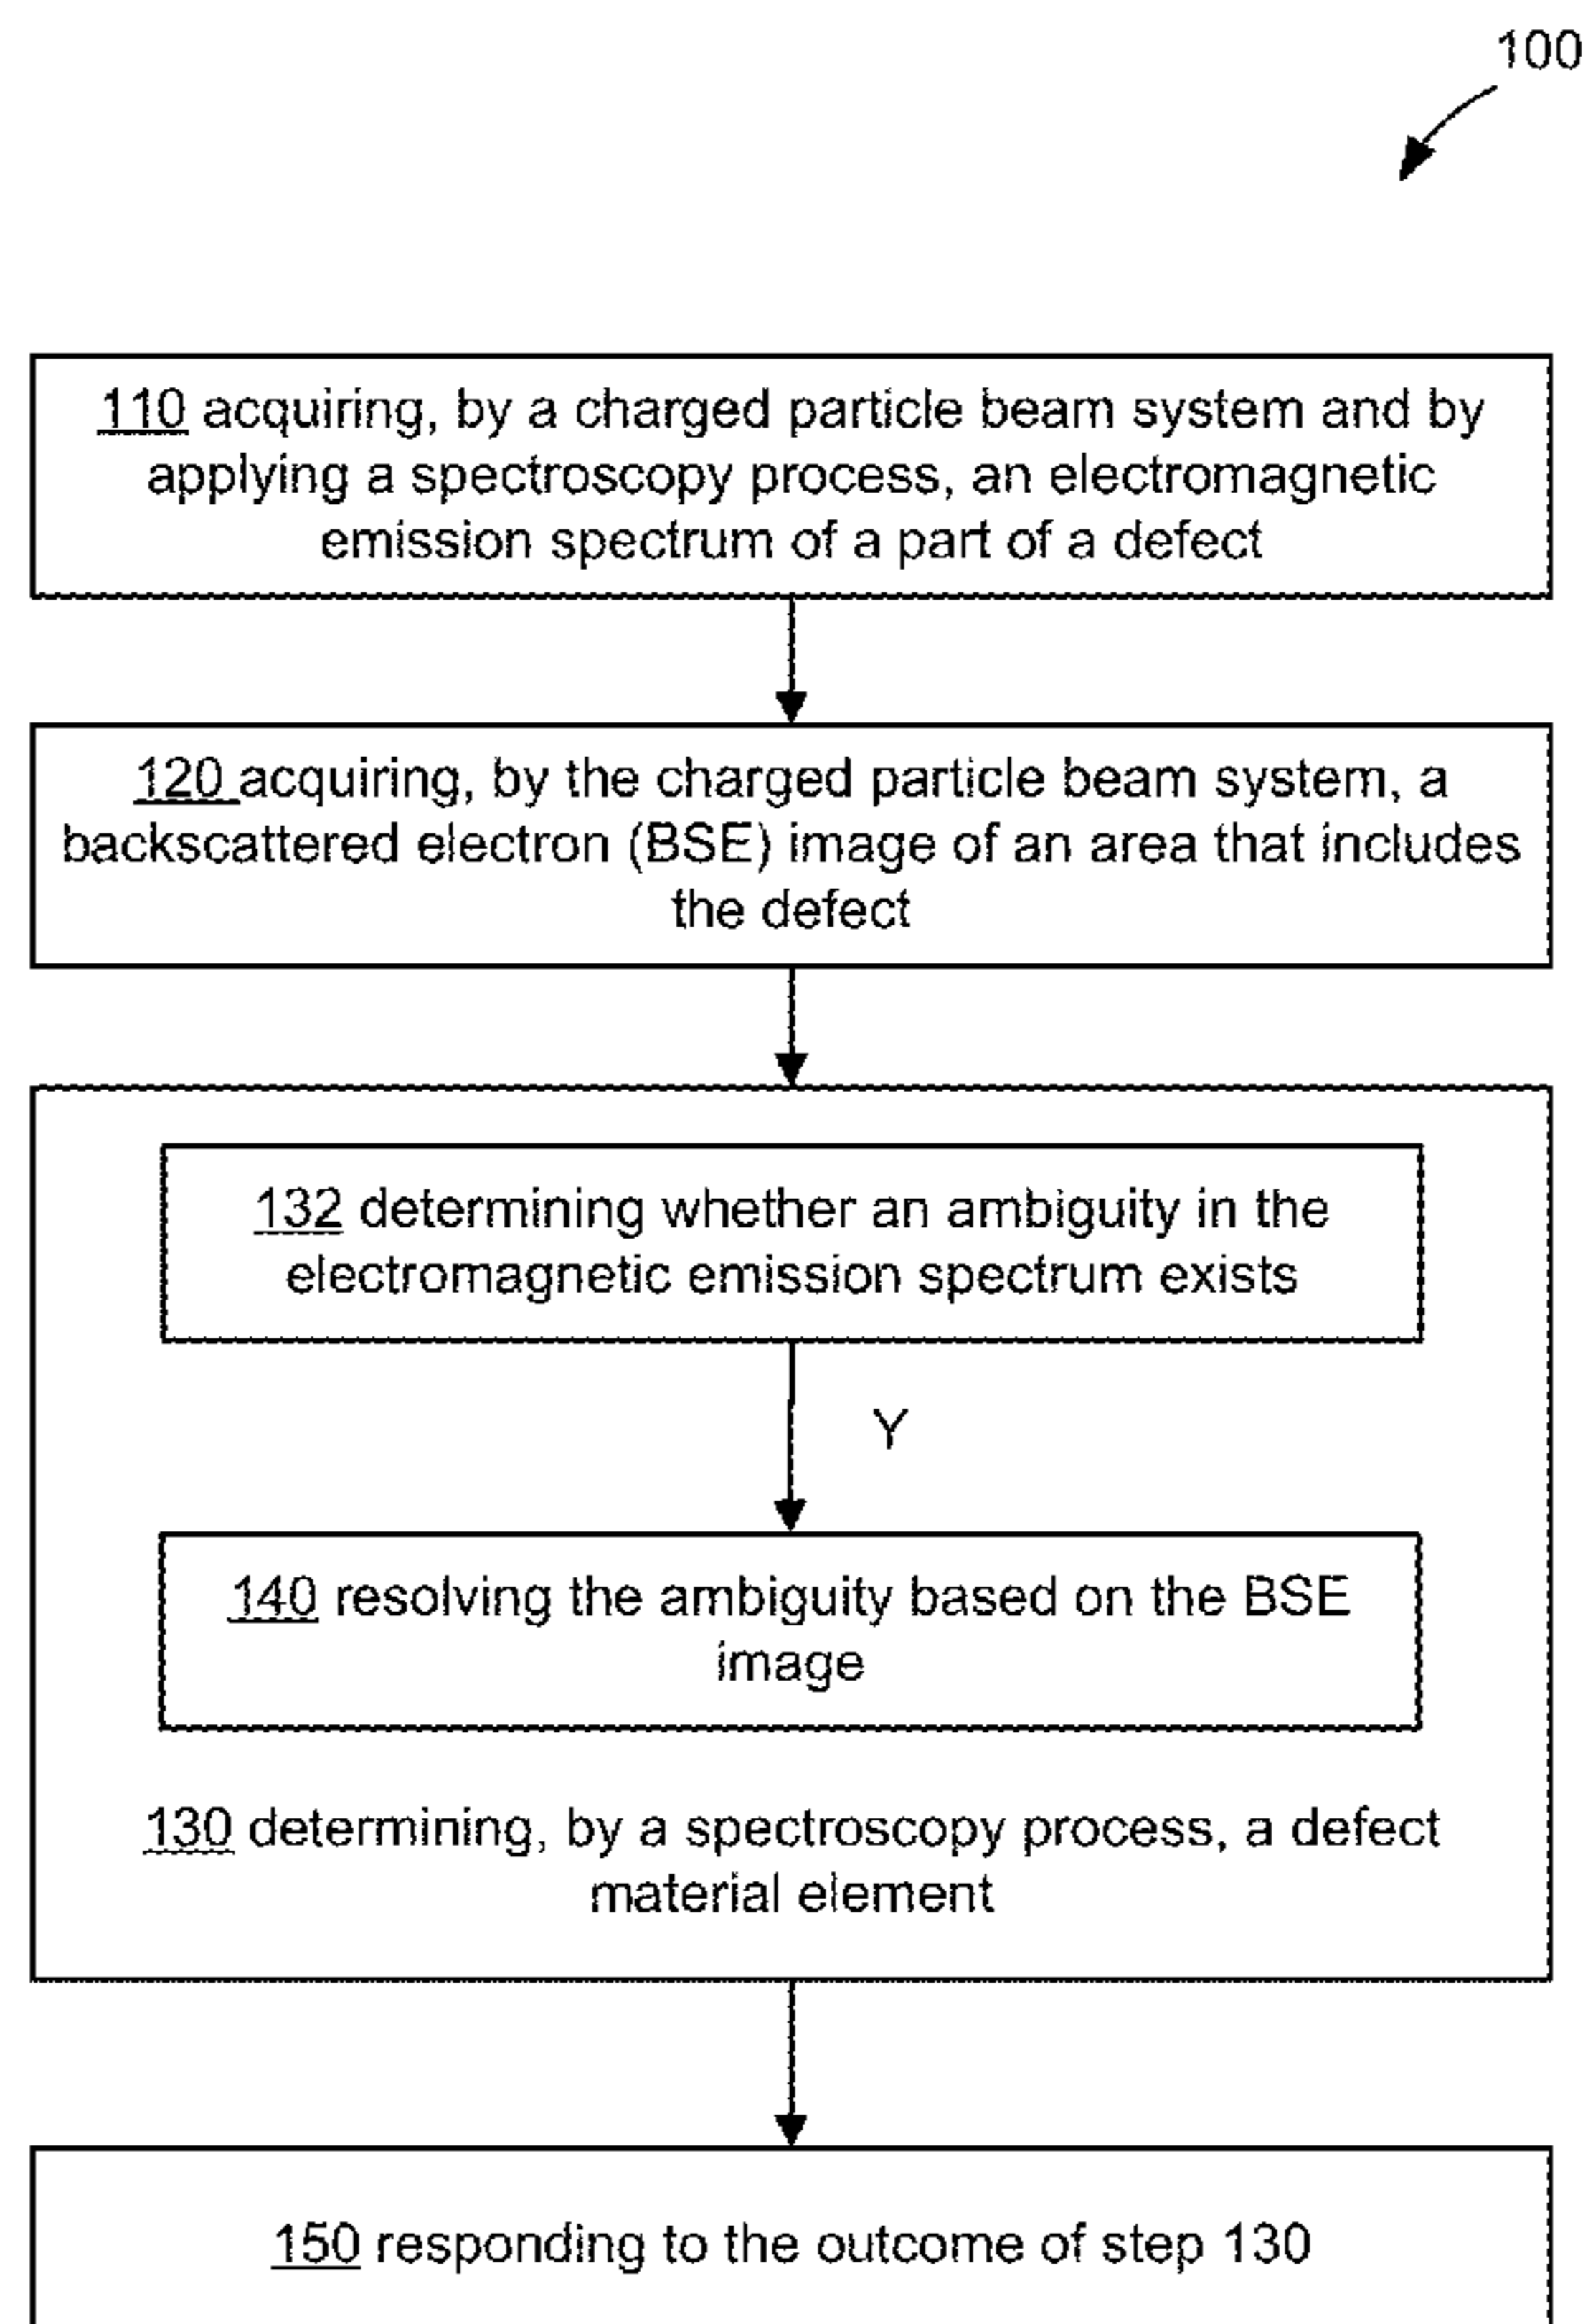 100
110 acquiring, by a charged particle beam system and by
applying a spectroscopy process, an electromagnetic
emission spectrum of a part of a defect
120 acquiring, by the charged particle beam system, a
backscattered electron (BSE) image of an area that includes
the defect
132 determining whether an ambiguity in the
electromagnetic emission spectrum exists
Y
140 resolving the ambiguity based on the BSE
image
130 determining, by a spectroscopy process, a defect
material element
150 responding to the outcome of step 130